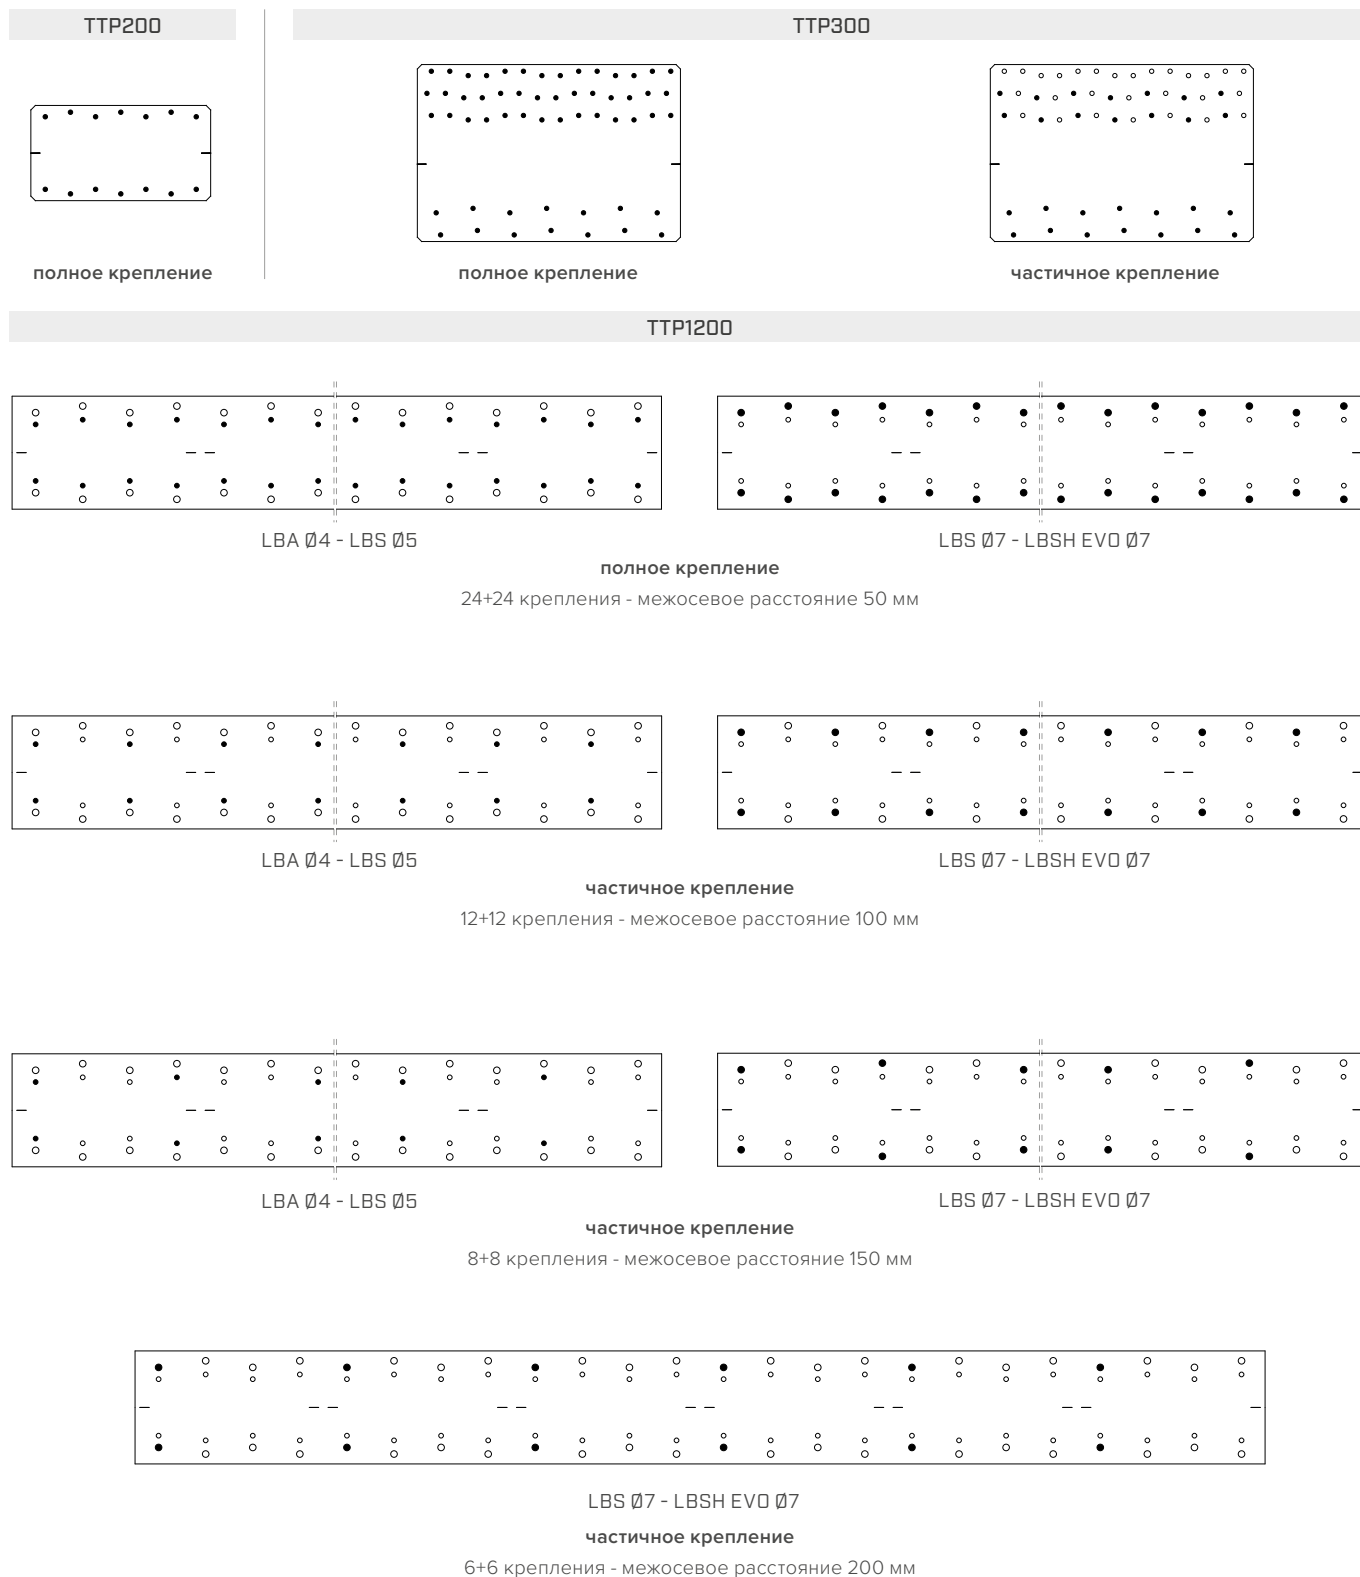 TTP200
TTP300
полное крепление
полное крепление
частичное крепление
TTP1200
LBA Ø4 - LBS Ø5
LBS Ø7 - LBSH EVO Ø7
полное крепление
24+24 крепления - межосевое расстояние 50 мм
LBA Ø4 - LBS Ø5
LBS Ø7 - LBSH EVO Ø7
частичное крепление
12+12 крепления - межосевое расстояние 100 мм
LBA Ø4 - LBS Ø5
LBS Ø7 - LBSH EVO Ø7
частичное крепление
8+8 крепления - межосевое расстояние 150 мм
LBS Ø7 - LBSH EVO Ø7
частичное крепление
6+6 крепления - межосевое расстояние 200 мм